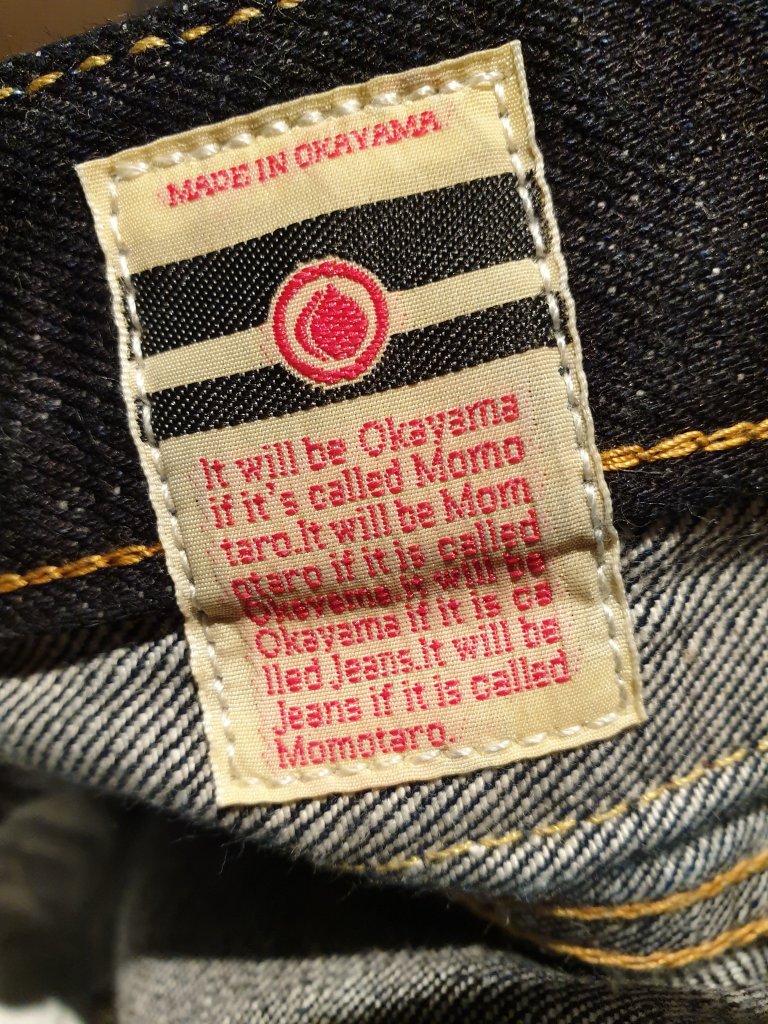 MADE IN OKAYAMA
It will be Okayama
if it's called Momo
taro.It will be Mom
otaro if it is called
Okayama it will be
Okayama if it is ca
lled Jeans.It will be
Jeans if it is called
Momotaro.